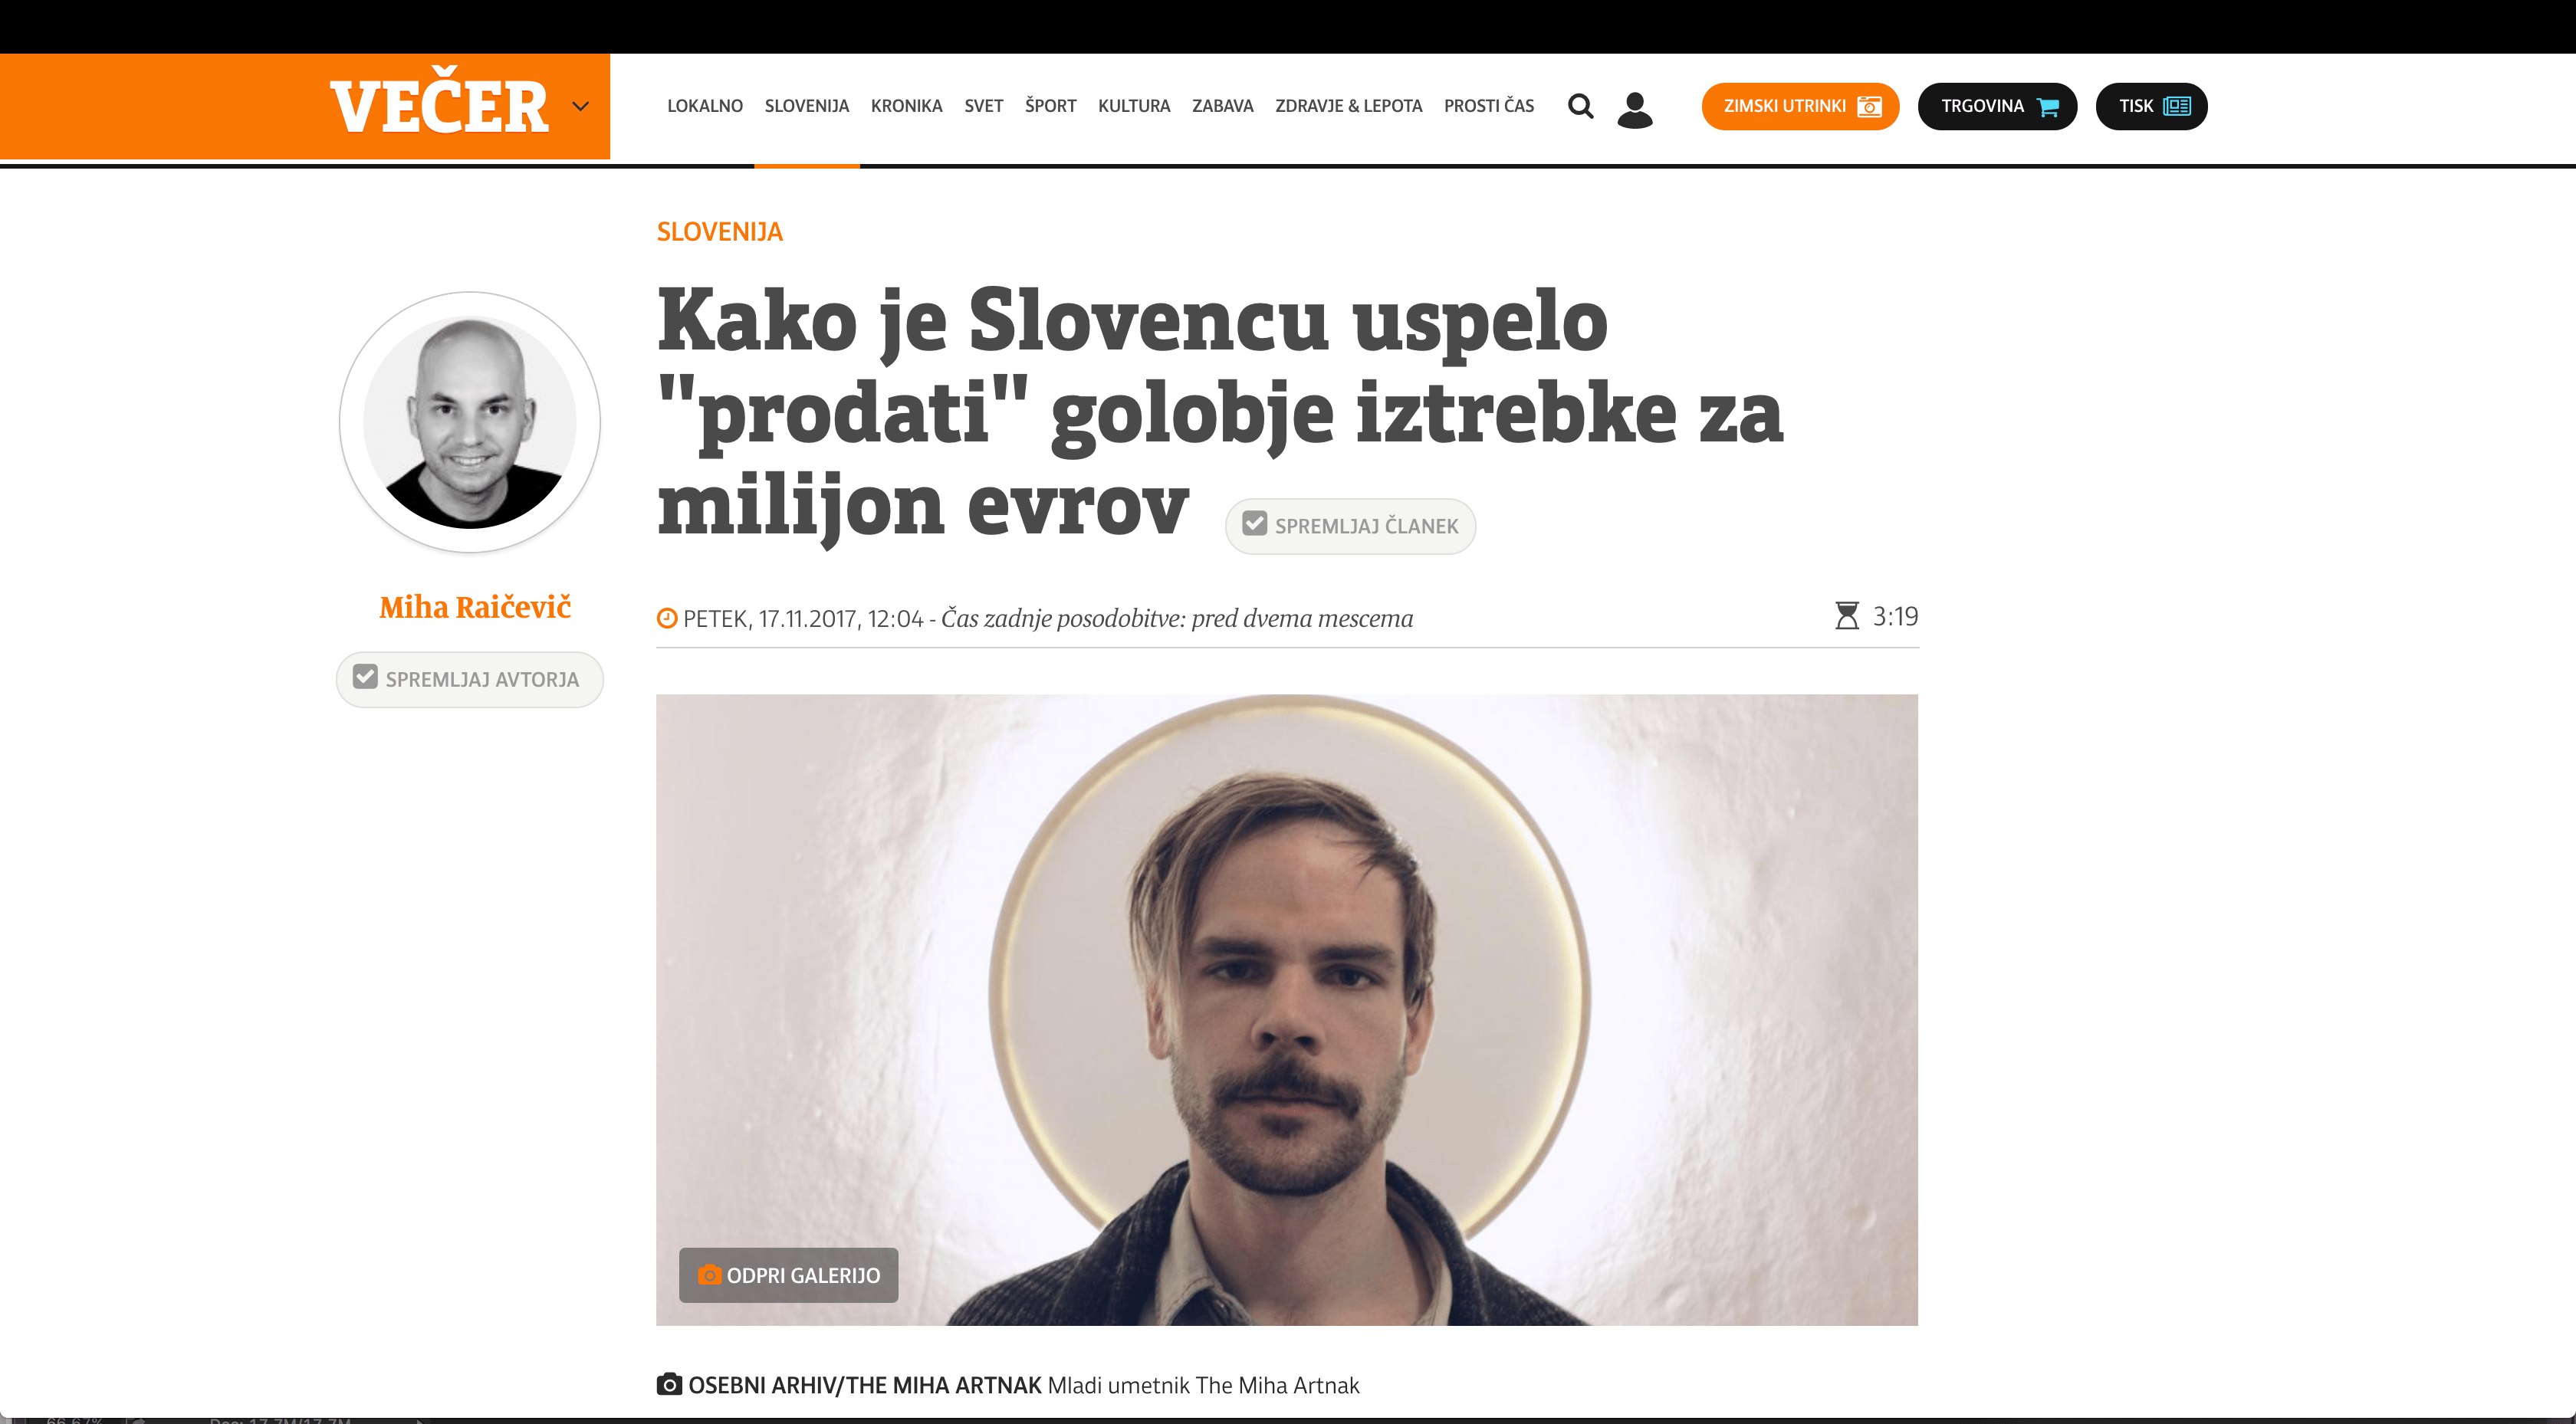 VEČER
LOKALNO SLOVENIJA KRONIKA SVET ŠPORT KULTURA ZABAVA ZDRAVJE & LEPOTA PROSTI ČAS ZIMSKI UTRINKI TRGOVINA TISK
SLOVENIJA
Kako je Slovencu uspelo
"prodati" golobje iztrebke za
milijon evrov SPREMLJAJ ČLANEK
Miha Raičevič
SPREMLJAJ AVTORJA
PETEK, 17.11.2017, 12:04 - Čas zadnje posodobitve: pred dvema mescema 3:19
ODPRI GALERIJO
OSEBNI ARHIV/THE MIHA ARTNAK Mladi umetnik The Miha Artnak